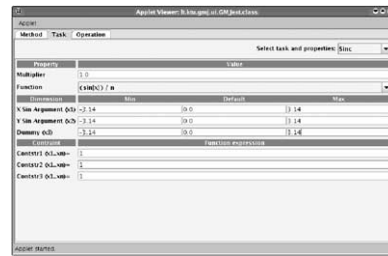 Applet Viewer: lt.ktu.gmj.ui.GMJent.class
Applet
Method Task Operation
Select task and properties: Sinc
Property Value
Multiplier 1.0
Function (sin(x)) / n
Dimension Min Default Max
X Sin Argument (x1) -3.14 0.0 3.14
Y Sin Argument (x2) -3.14 0.0 3.14
Dummy (x3) -3.14 0.0 3.14
Contraint Function expression
Contstr1 (x1..xn)= 1
Contstr2 (x1..xn)= 1
Contstr3 (x1..xn)= 1
Applet started.